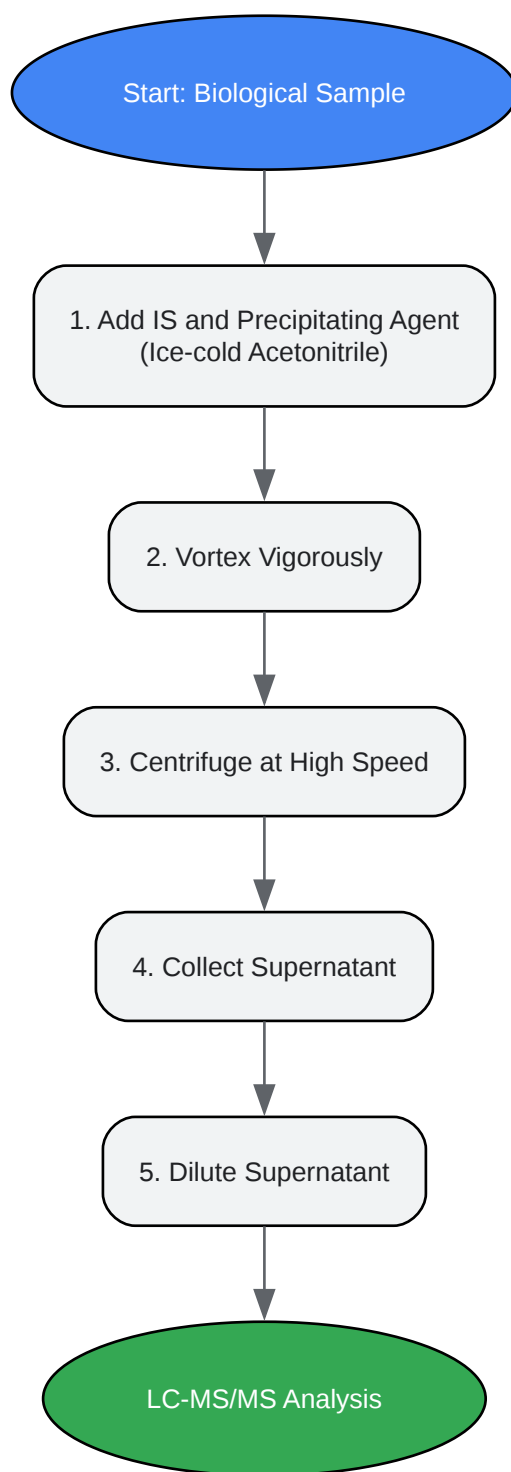 Start: Biological Sample
1. Add IS and Precipitating Agent
(Ice-cold Acetonitrile)
2. Vortex Vigorously
3. Centrifuge at High Speed
4. Collect Supernatant
5. Dilute Supernatant
LC-MS/MS Analysis